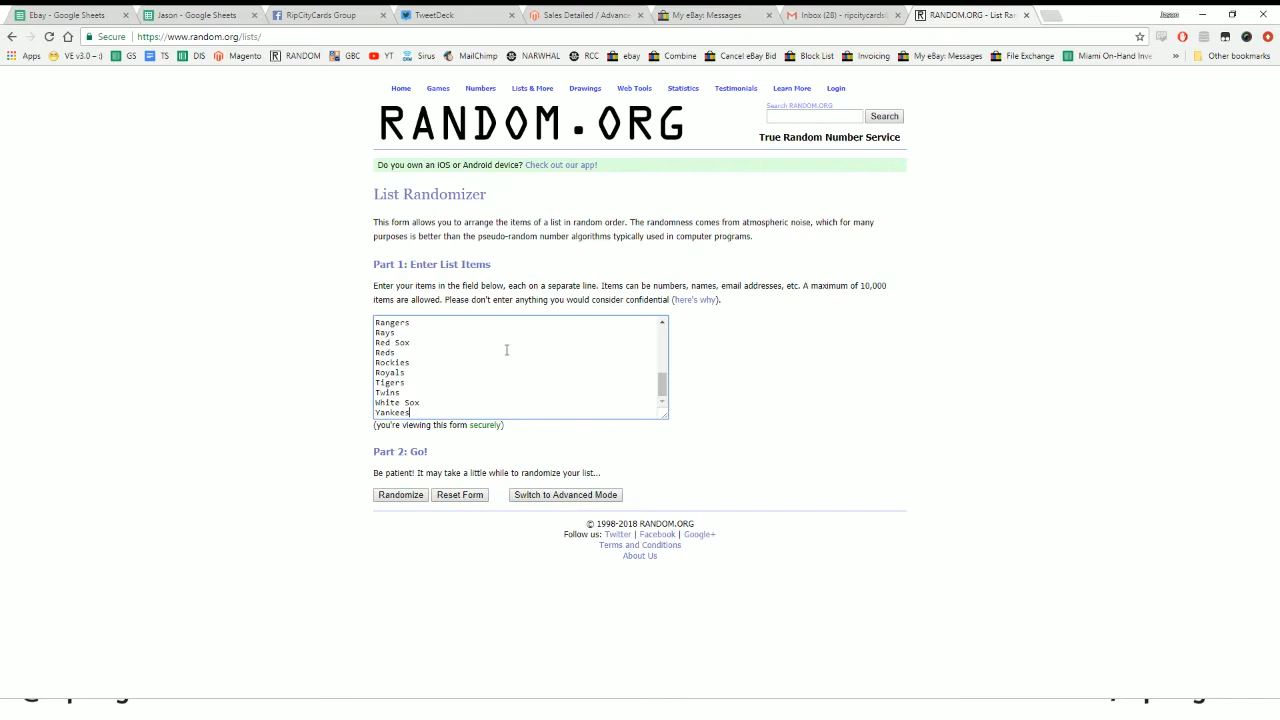 Ebay - Google Sheets
Jason - Google Sheets
RipCityCards Group
TweetDeck
Sales Detailed / Advance
My eBay: Messages
Inbox (28) - ripcitycards
RANDOM.ORG - List Ran
Jason
Secure https://www.random.org/lists/
Apps VE v3.0 – :) GS TS DIS Magento RANDOM GBC YT Sirus MailChimp NARWHAL RCC ebay Combine Cancel eBay Bid Block List Invoicing My eBay: Messages File Exchange Miami On-Hand Inve » Other bookmarks
Home Games Numbers Lists & More Drawings Web Tools Statistics Testimonials Learn More Login
RANDOM.ORG
Search RANDOM.ORG
Search
True Random Number Service
Do you own an iOS or Android device? Check out our app!
List Randomizer
This form allows you to arrange the items of a list in random order. The randomness comes from atmospheric noise, which for many
purposes is better than the pseudo-random number algorithms typically used in computer programs.
Part 1: Enter List Items
Enter your items in the field below, each on a separate line. Items can be numbers, names, email addresses, etc. A maximum of 10,000
items are allowed. Please don't enter anything you would consider confidential (here's why).
Rangers
Rays
Red Sox
Reds
Rockies
Royals
Tigers
Twins
White Sox
Yankees
(you're viewing this form securely)
Part 2: Go!
Be patient! It may take a little while to randomize your list...
Randomize Reset Form Switch to Advanced Mode
© 1998-2018 RANDOM.ORG
Follow us: Twitter | Facebook | Google+
Terms and Conditions
About Us